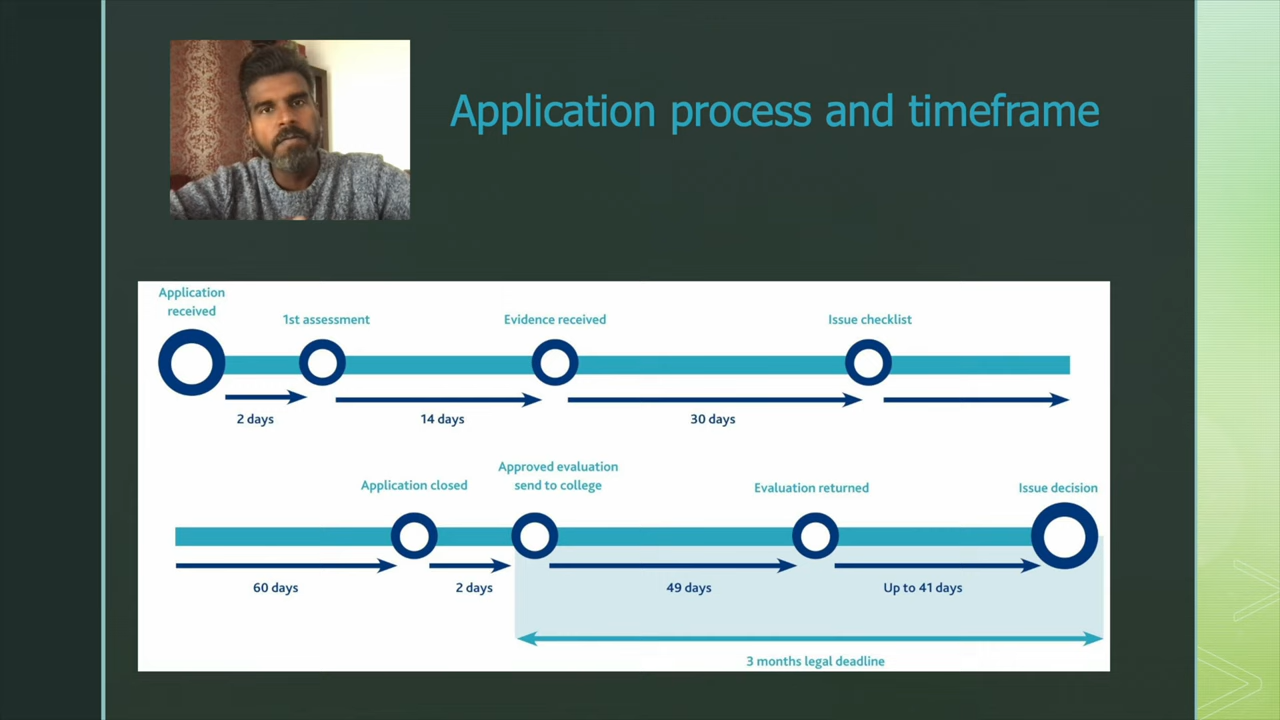 Application process and timeframe
Application
received
1st assessment
Evidence received
Issue checklist
2 days
14 days
30 days
Application closed
Approved evaluation
send to college
Evaluation returned
Issue decision
60 days
2 days
49 days
Up to 41 days
3 months legal deadline